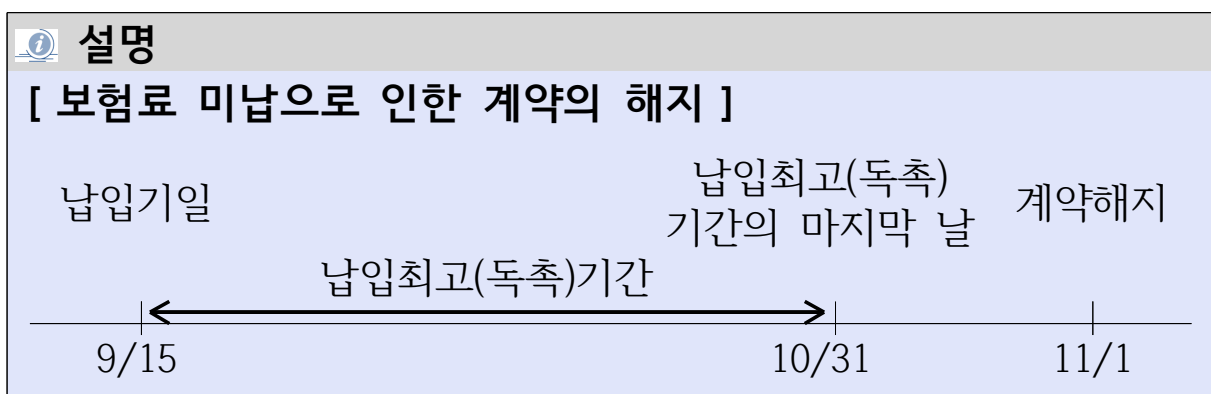 설명
[ 보험료 미납으로 인한 계약의 해지 ]
납입기일
납입최고(독촉)
기간의 마지막 날
계약해지
납입최고(독촉)기간
9/15
10/31
11/1